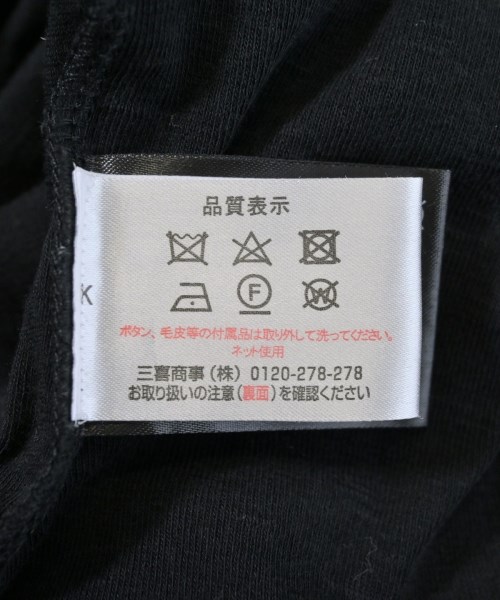 品質表示
F
W
K
ボタン、毛皮等の付属品は取り外して洗ってください。
ネット使用
三喜商事（株）0120-278-278
お取り扱いの注意（裏面）を確認ください